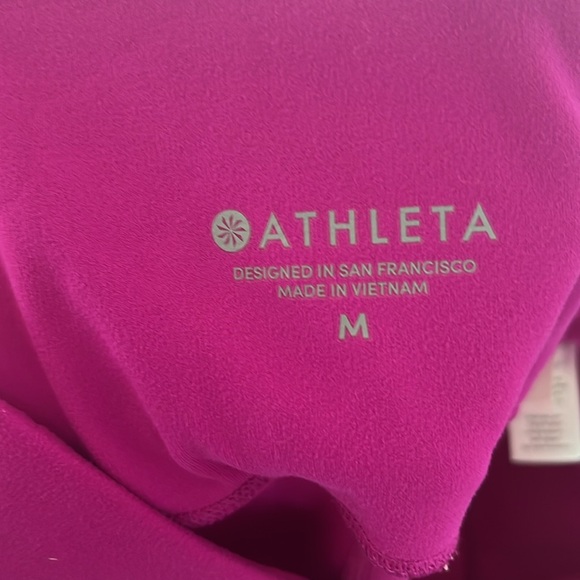 ATHLETA
DESIGNED IN SAN FRANCISCO
MADE IN VIETNAM
M